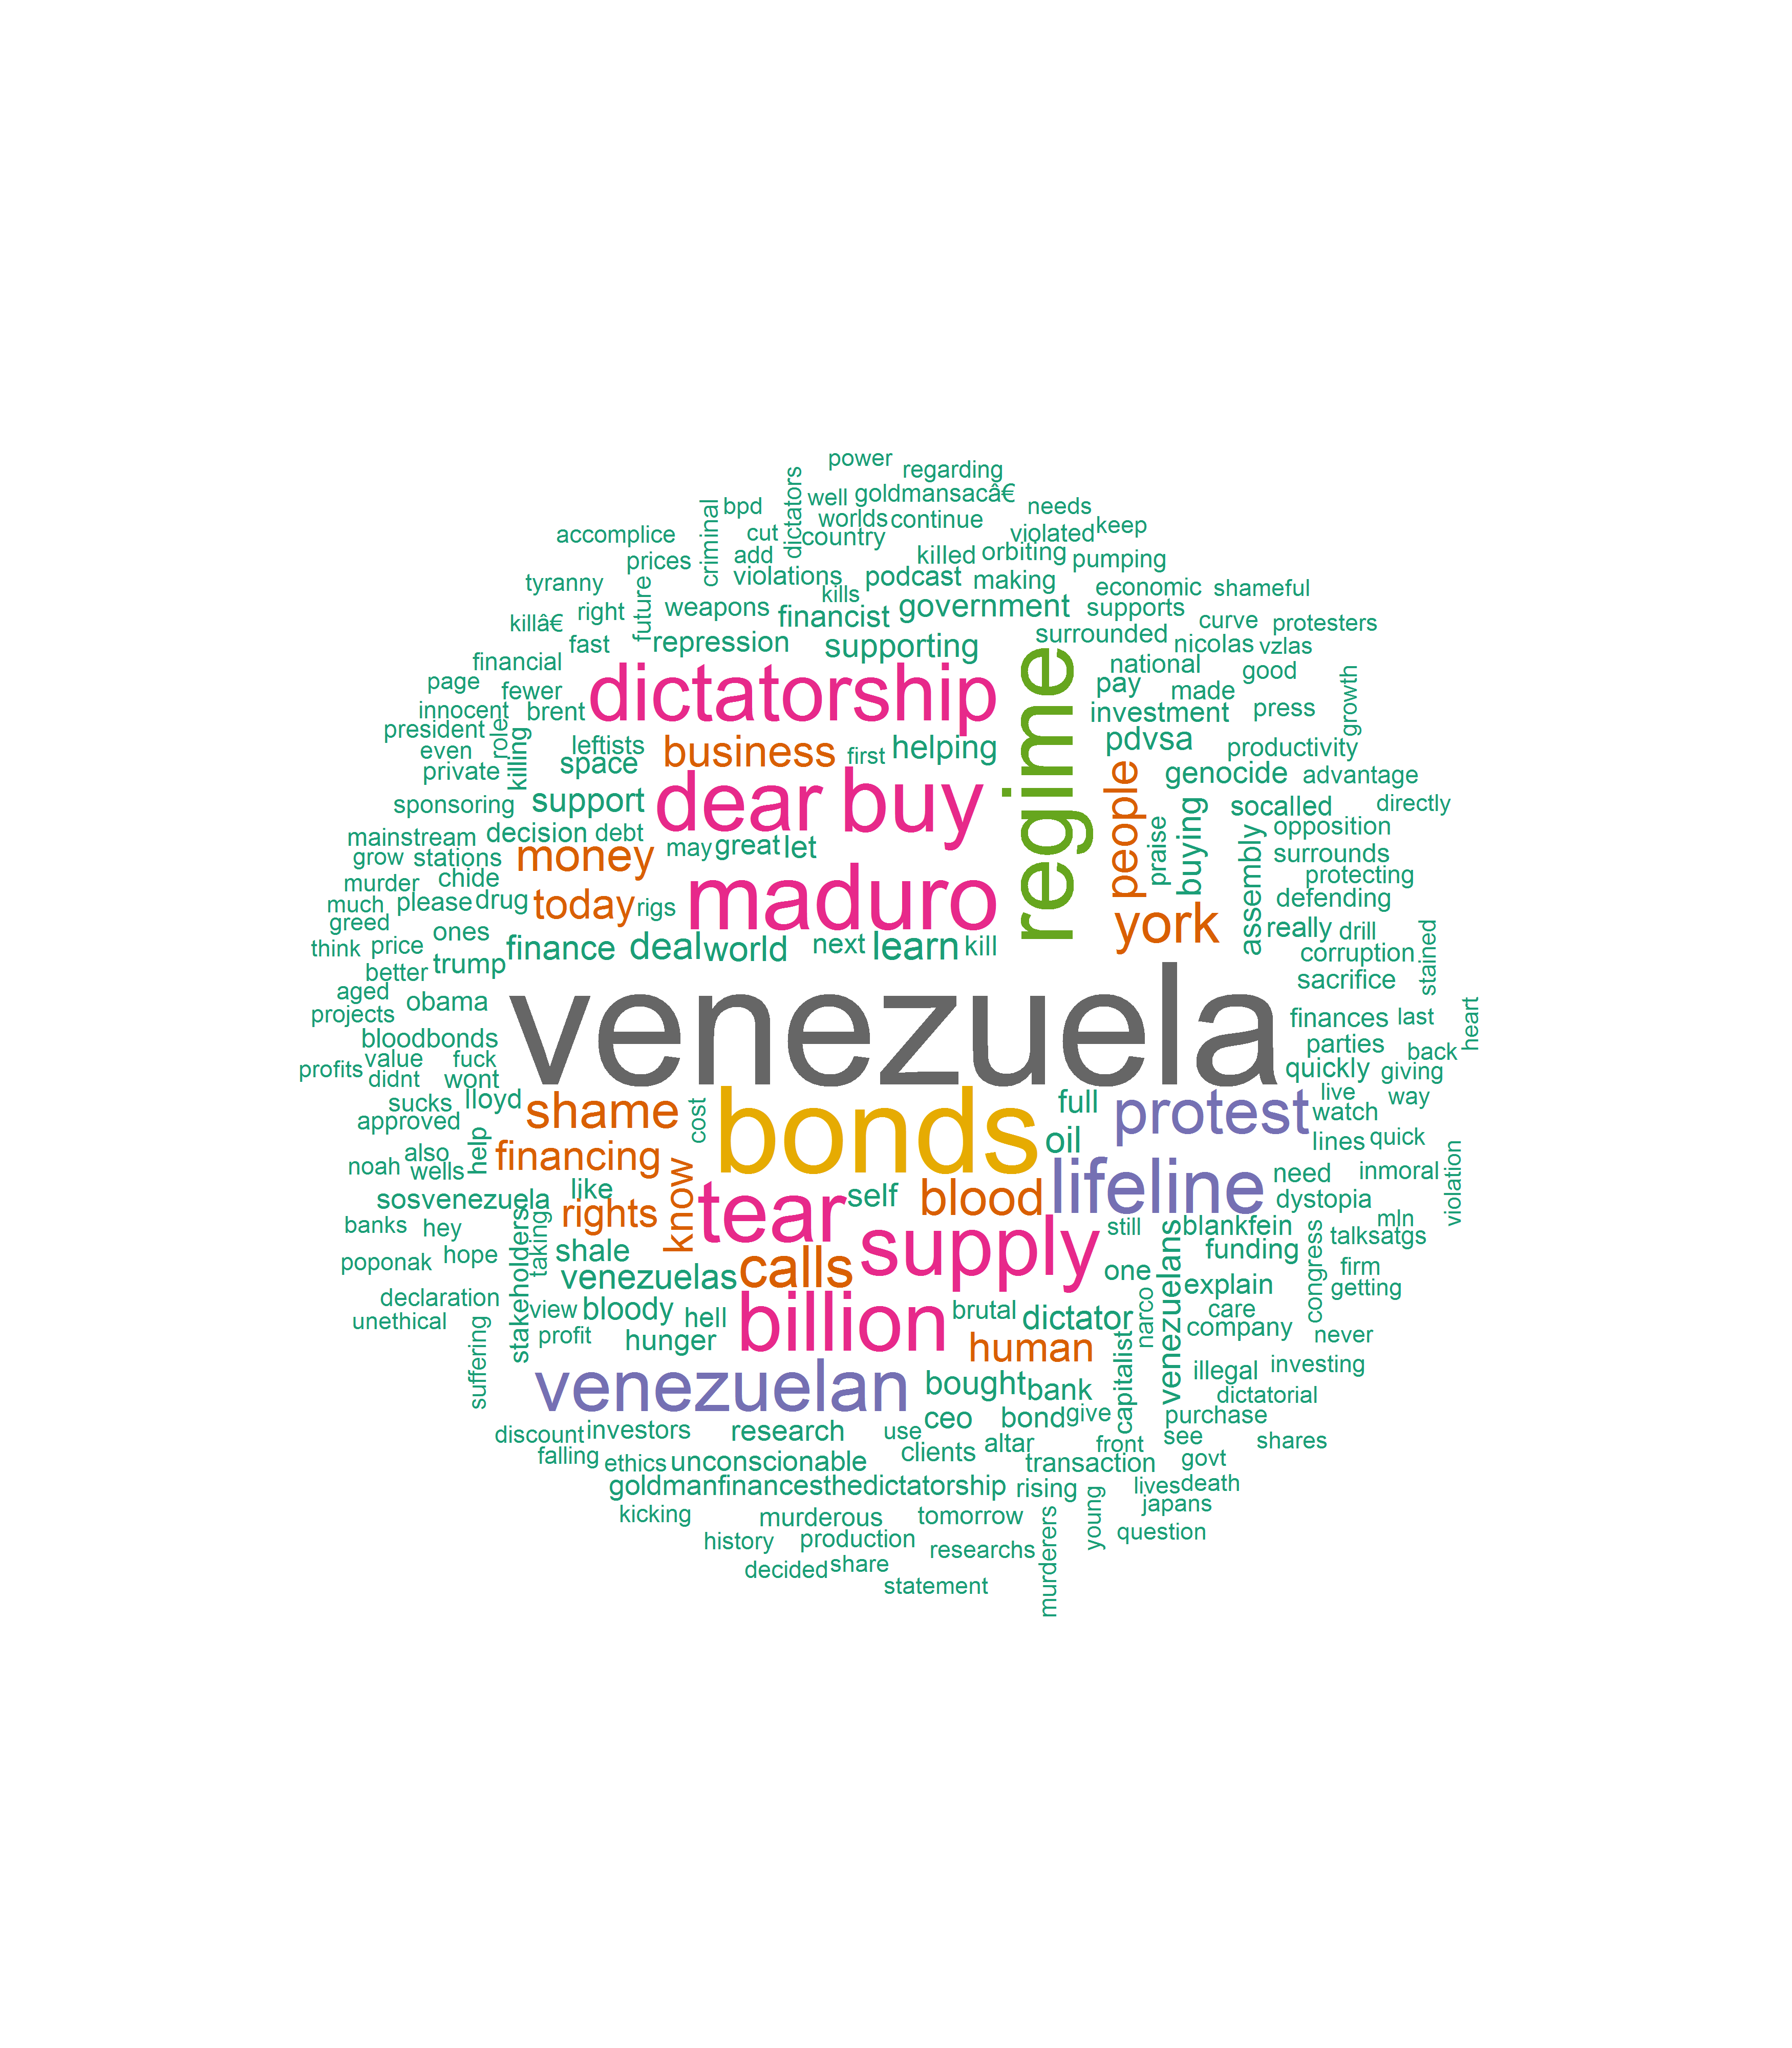 power
regarding
dictators
well goldmansacâ€
criminal bpd worlds continue needs
accomplice cut country violated keep
prices add killed orbiting pumping
tyranny violations podcast making economic shameful
future kills
killâ€ right weapons financist government supports curve protesters
fast repression supporting surrounded nicolas vzlas
financial national good
page fewer dictatorship regime pay made growth
innocent brent investment press
president role
even killing leftists business first helping pdvsa productivity
private space people genocide advantage
sponsoring support dear buy buying socalled directly
mainstream decision debt praise assembly opposition
grow stations money may great let surrounds
murder chide protecting
much please drug today rigs maduro york defending
greed ones really drill
think price finance deal world next learn kill corruption stained
better trump sacrifice
aged obama venezuela finances last heart
projects
bloodbonds parties back
profits value fuck quickly giving
didnt wont
sucks lloyd shame cost bonds full protest live way
approved watch
also help financing oil lines quick
noah wells know need inmoral violation
sosvenezuela like tear self blood lifeline dystopia
banks hey rights supply still blankfein mln
stakeholders taking venezuelans funding congress talksatgs
poponak hope shale calls one explain firm
venezuelas getting
declaration view bloody hell billion brutal dictator narco care
unethical profit hunger human company never
suffering venezuelan capitalist illegal investing
bought bank dictatorial
discount investors research use ceo bond give purchase
falling clients altar front see shares
ethics unconscionable transaction govt
goldmanfinancesthedictatorship rising lives death
kicking murderous tomorrow young japans
history production murderers question
decided share researchs
statement